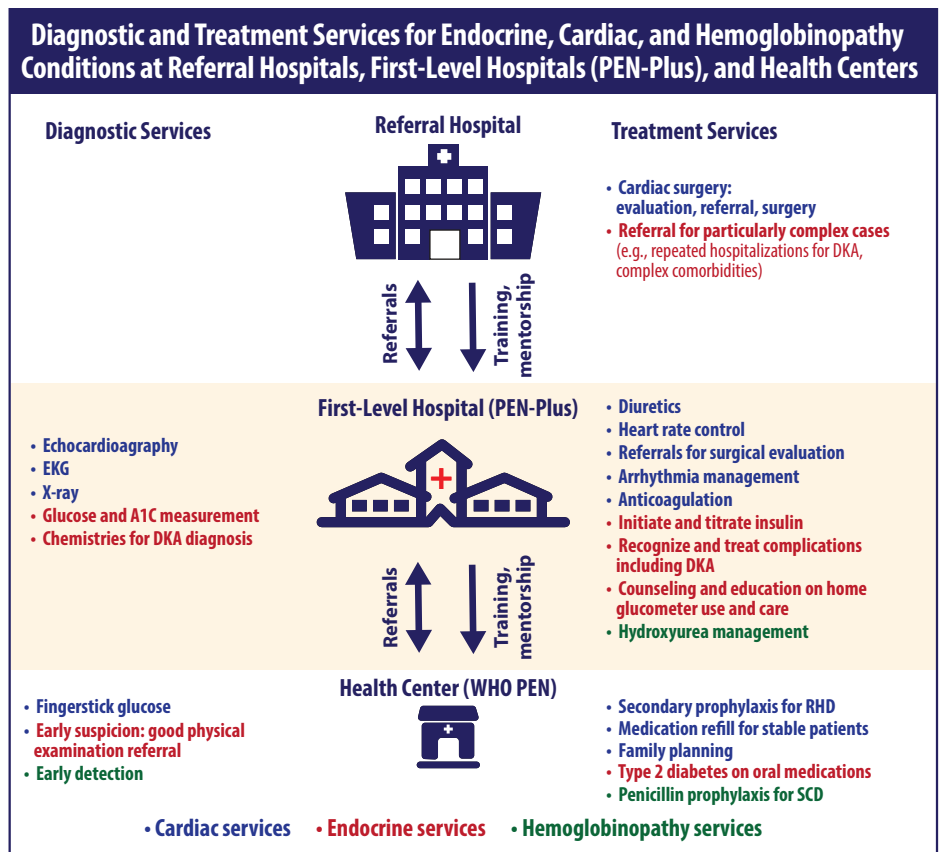 Diagnostic and Treatment Services for Endocrine, Cardiac, and Hemoglobinopathy
Conditions at Referral Hospitals, First-Level Hospitals (PEN-Plus), and Health Centers
Diagnostic Services
Referral Hospital
Treatment Services
• Cardiac surgery:
evaluation, referral, surgery
• Referral for particularly complex cases
(e.g., repeated hospitalizations for DKA,
complex comorbidities)
Referrals
Training,
mentorship
First-Level Hospital (PEN-Plus)
• Echocardioagraphy
• EKG
• X-ray
• Glucose and A1C measurement
• Chemistries for DKA diagnosis
• Diuretics
• Heart rate control
• Referrals for surgical evaluation
• Arrhythmia management
• Anticoagulation
• Initiate and titrate insulin
• Recognize and treat complications
including DKA
• Counseling and education on home
glucometer use and care
• Hydroxyurea management
Referrals
Training,
mentorship
Health Center (WHO PEN)
• Fingerstick glucose
• Early suspicion: good physical
examination referral
• Early detection
• Secondary prophylaxis for RHD
• Medication refill for stable patients
• Family planning
• Type 2 diabetes on oral medications
• Penicillin prophylaxis for SCD
• Cardiac services • Endocrine services • Hemoglobinopathy services